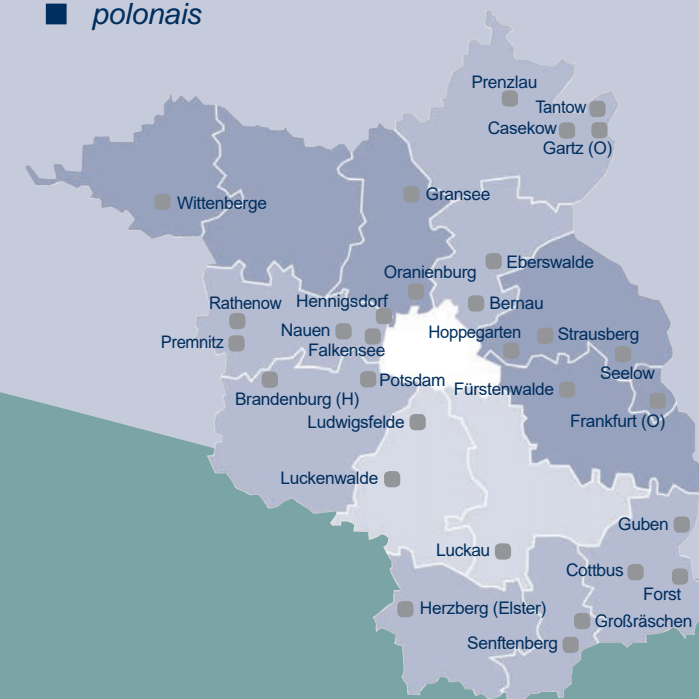 polonais
Prenzlau
Tantow
Casekow
Gartz (O)
Wittenberge
Gransee
Eberswalde
Oranienburg
Rathenow
Hennigsdorf
Bernau
Nauen
Hoppegarten
Strausberg
Premnitz
Falkensee
Seelow
Potsdam
Fürstenwalde
Brandenburg (H)
Frankfurt (O)
Ludwigsfelde
Luckenwalde
Guben
Luckau
Cottbus
Forst
Herzberg (Elster)
Großräschen
Senftenberg